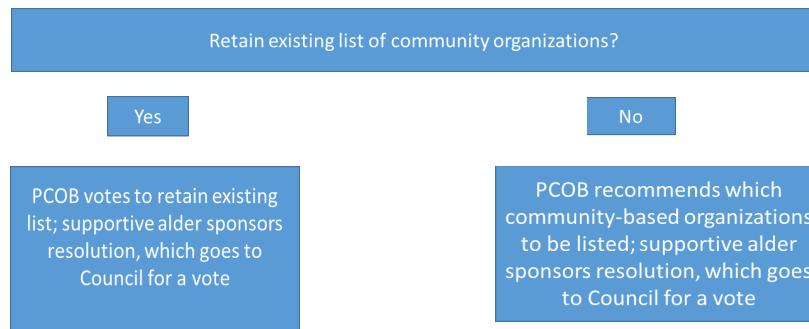 Retain existing list of community organizations?
Yes
No
PCOB votes to retain existing
list; supportive alder sponsors
resolution, which goes to
Council for a vote
PCOB recommends which
community-based organizations
to be listed; supportive alder
sponsors resolution, which goes
to Council for a vote